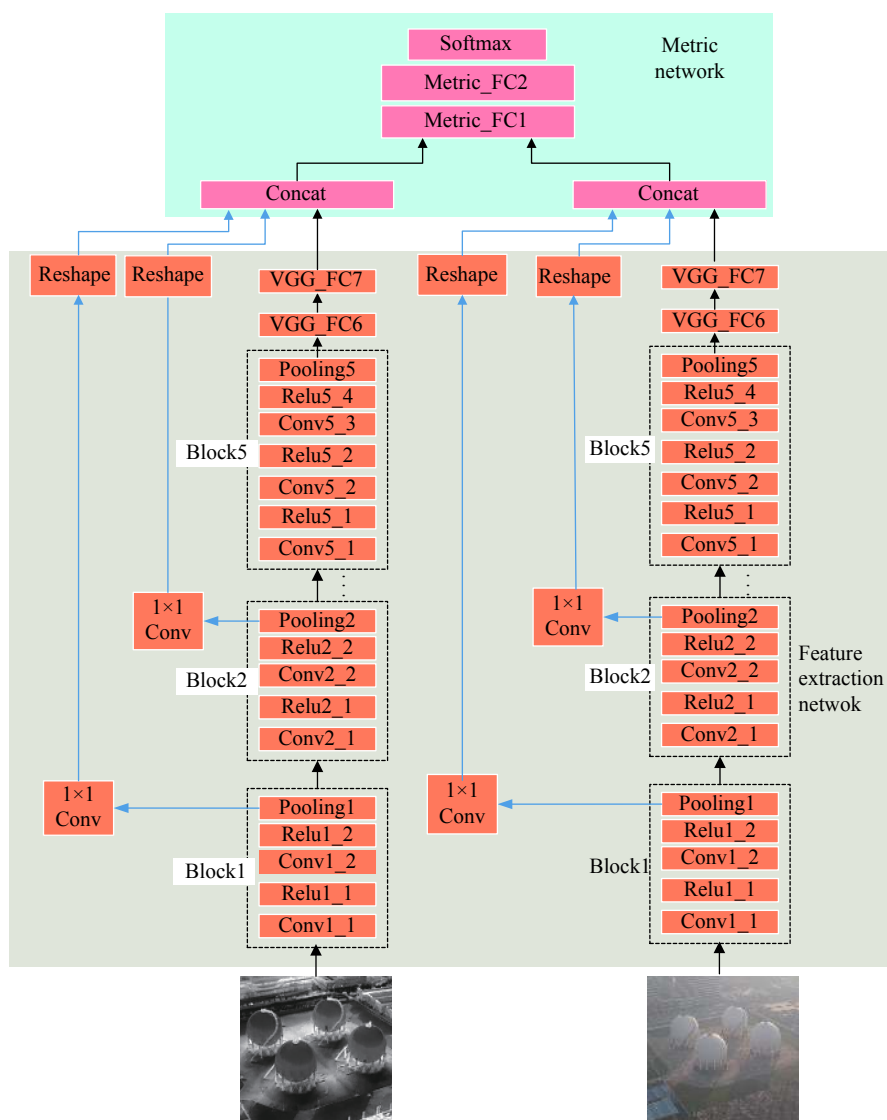 Softmax
Metric
network
Metric_FC2
Metric_FC1
Concat
Concat
Reshape
Reshape
VGG_FC7
VGG_FC6
Pooling5
Relu5_4
Conv5_3
Block5
Relu5_2
Conv5_2
Relu5_1
Conv5_1
1×1
Conv
Pooling2
Relu2_2
Conv2_2
Block2
Relu2_1
Conv2_1
1×1
Conv
Pooling1
Relu1_2
Conv1_2
Block1
Relu1_1
Conv1_1
Reshape
Reshape
VGG_FC7
VGG_FC6
Pooling5
Relu5_4
Conv5_3
Block5
Relu5_2
Conv5_2
Relu5_1
Conv5_1
1×1
Conv
Pooling2
Relu2_2
Conv2_2
Block2
Relu2_1
Conv2_1
Feature
extraction
netwok
1×1
Conv
Pooling1
Relu1_2
Conv1_2
Block1
Relu1_1
Conv1_1